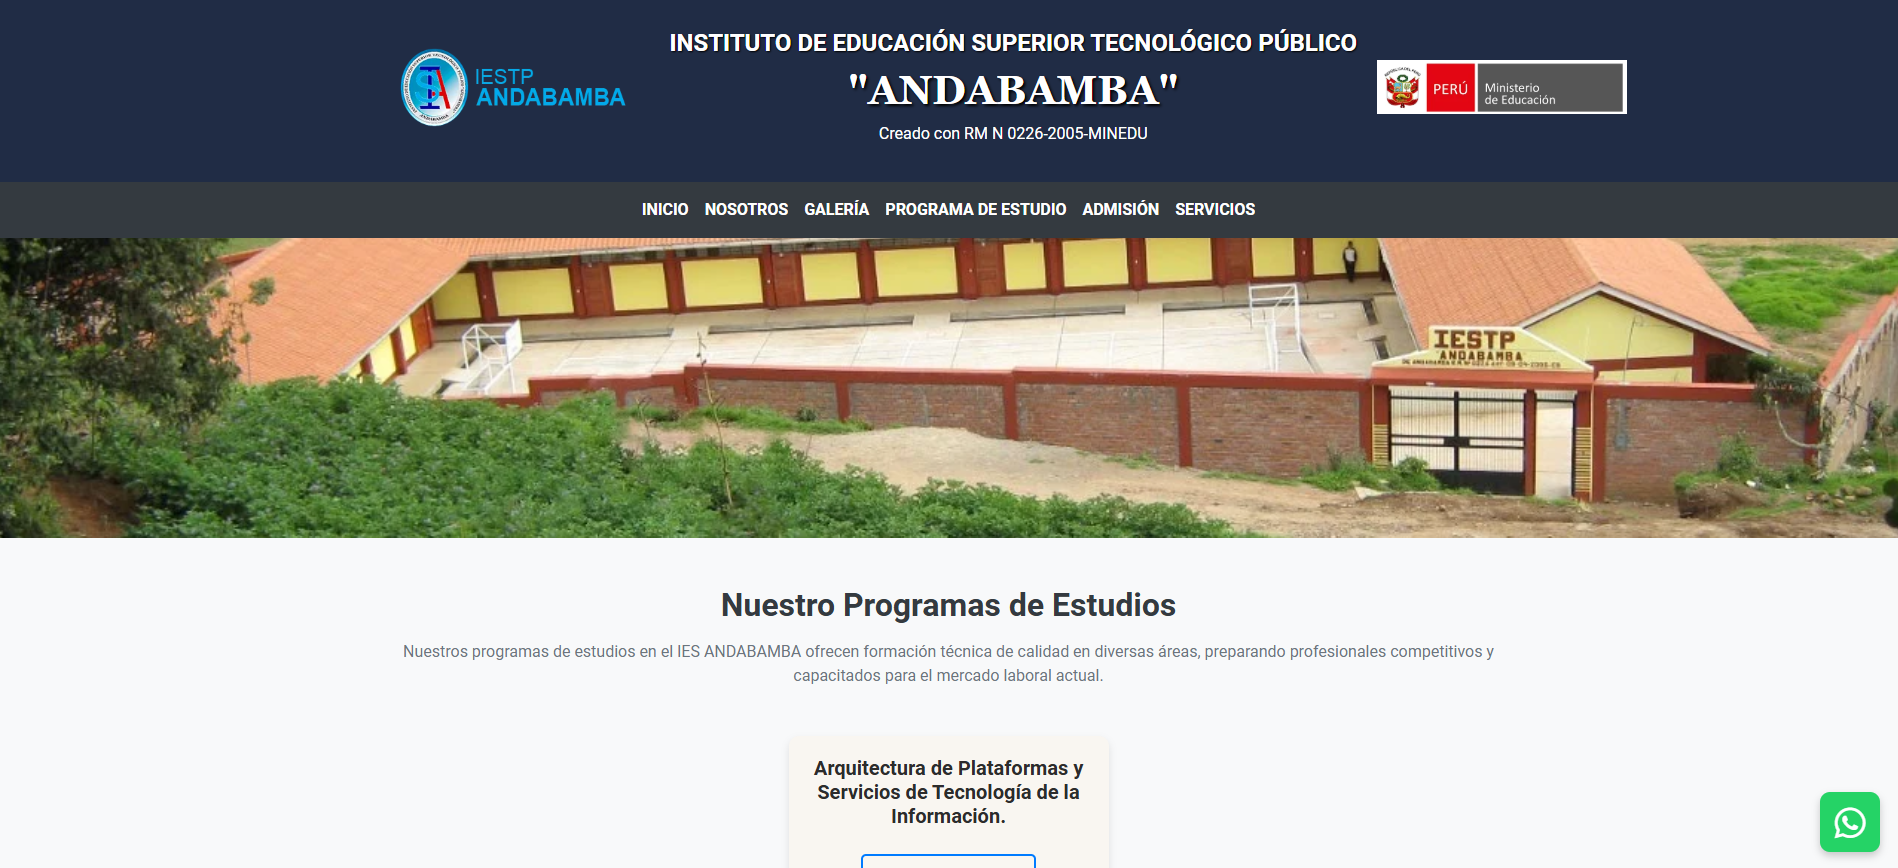 INSTITUTO DE EDUCACIÓN SUPERIOR TECNOLÓGICO PÚBLICO
IESTP
ANDABAMBA
"ANDABAMBA"
Creado con RM N 0226-2005-MINEDU
PERÚ
Ministerio
de Educación
INICIO NOSOTROS GALERÍA PROGRAMA DE ESTUDIO ADMISIÓN SERVICIOS
IESTP
"ANDABAMBA
Nuestro Programas de Estudios
Nuestros programas de estudios en el IES ANDABAMBA ofrecen formación técnica de calidad en diversas áreas, preparando profesionales competitivos y
capacitados para el mercado laboral actual.
Arquitectura de Plataformas y
Servicios de Tecnología de la
Información.